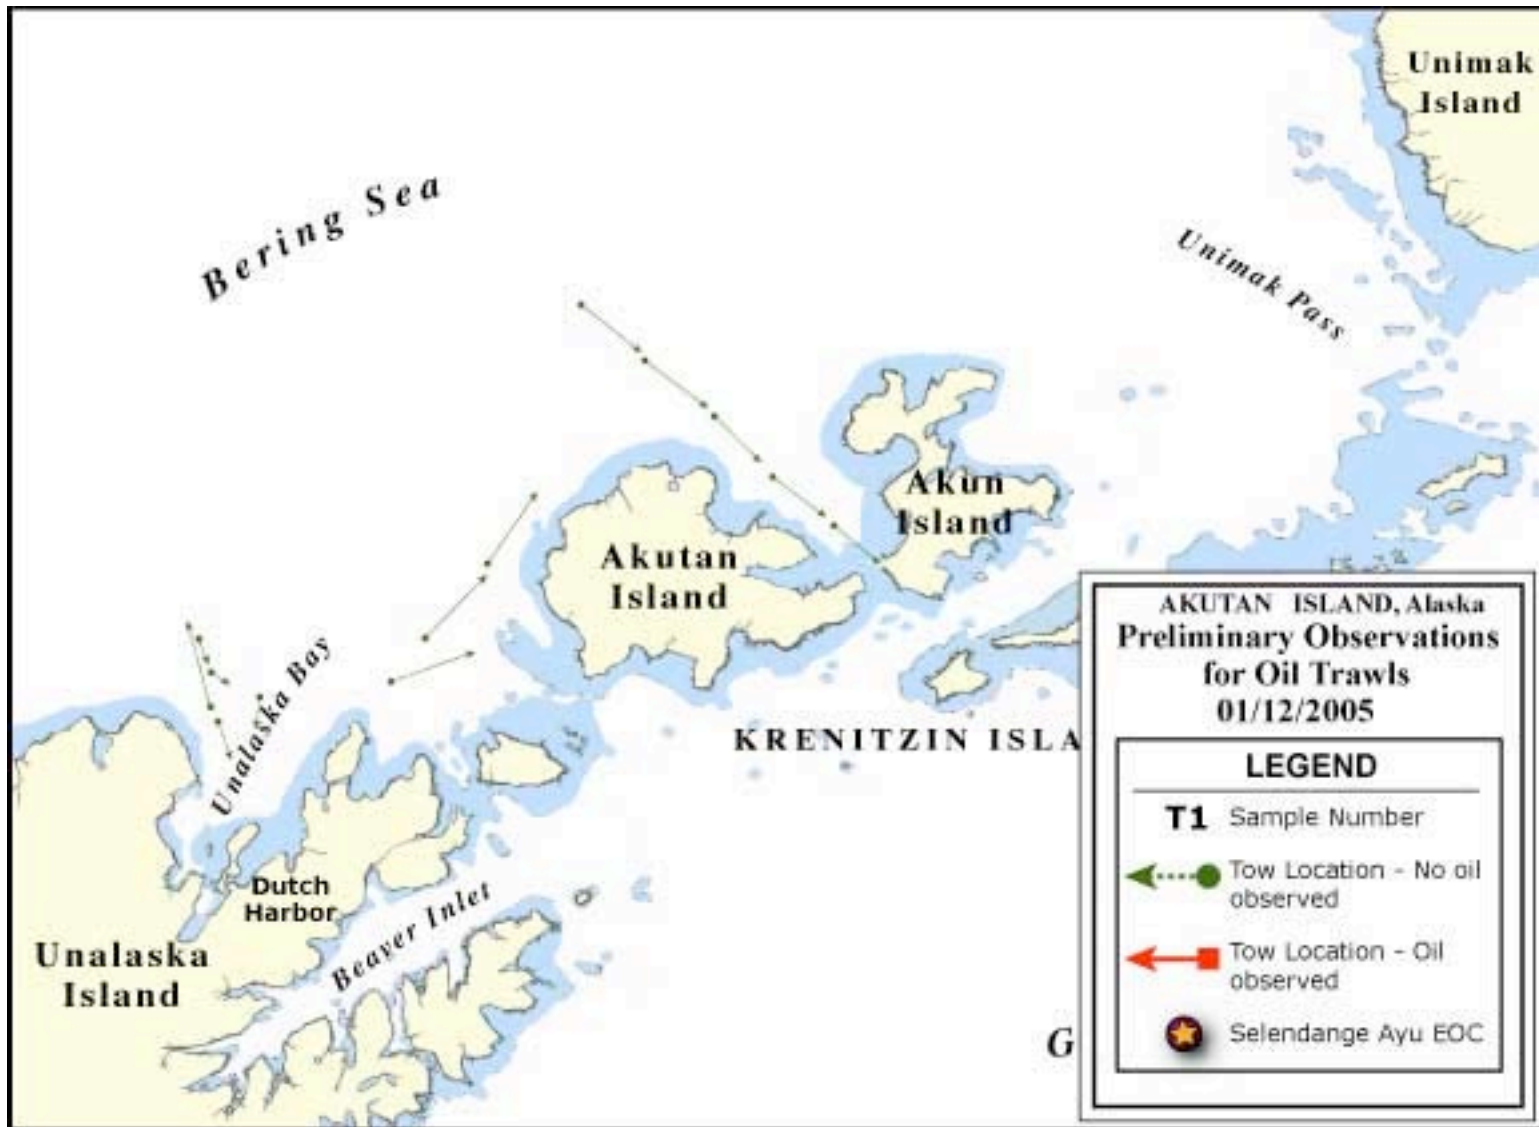 Unimak
Island
Bering Sea
Unimak Pass
Akun
Island
Akutan
Island
Unalaska Bay
KRENITZIN ISLA
Dutch
Harbor
Beaver Inlet
Unalaska
Island
G
AKUTAN ISLAND, Alaska
Preliminary Observations
for Oil Trawls
01/12/2005
LEGEND
T1 Sample Number
Tow Location - No oil
observed
Tow Location - Oil
observed
Selendange Ayu EOC